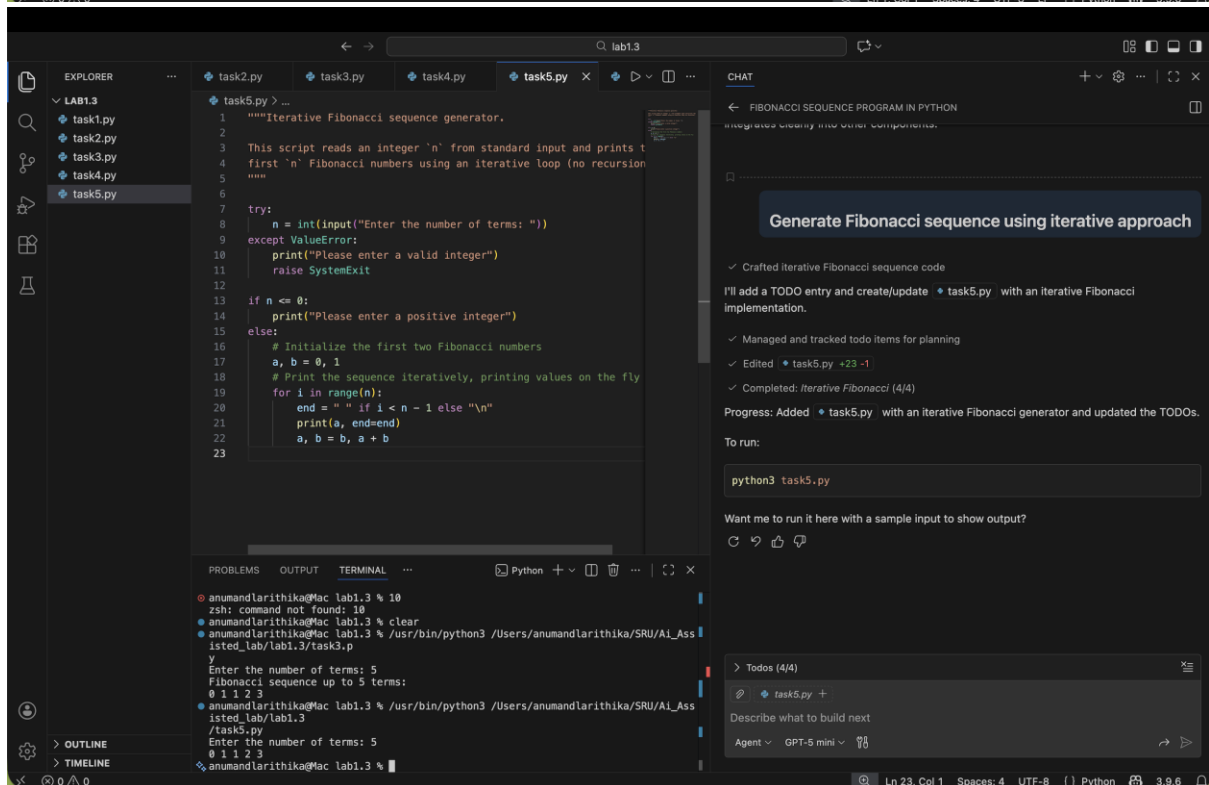 lab1.3
EXPLORER
LAB1.3
task1.py
task2.py
task3.py
task4.py
task5.py
OUTLINE
TIMELINE
task2.py task3.py task4.py task5.py
task5.py > ...
1 """Iterative Fibonacci sequence generator.
2
3 This script reads an integer `n` from standard input and prints t
4 first `n` Fibonacci numbers using an iterative loop (no recursion
5 """
6
7 try:
8 n = int(input("Enter the number of terms: "))
9 except ValueError:
10 print("Please enter a valid integer")
11 raise SystemExit
12
13 if n <= 0:
14 print("Please enter a positive integer")
15 else:
16 # Initialize the first two Fibonacci numbers
17 a, b = 0, 1
18 # Print the sequence iteratively, printing values on the fly
19 for i in range(n):
20 end = " " if i < n - 1 else "\n"
21 print(a, end=end)
22 a, b = b, a + b
23
PROBLEMS OUTPUT TERMINAL ... Python
anumandlarithika@Mac lab1.3 % 10
zsh: command not found: 10
anumandlarithika@Mac lab1.3 % clear
anumandlarithika@Mac lab1.3 % /usr/bin/python3 /Users/anumandlarithika/SRU/Ai_Ass
isted_lab/lab1.3/task3.p
y
Enter the number of terms: 5
Fibonacci sequence up to 5 terms:
0 1 1 2 3
anumandlarithika@Mac lab1.3 % /usr/bin/python3 /Users/anumandlarithika/SRU/Ai_Ass
isted_lab/lab1.3
/task5.py
Enter the number of terms: 5
0 1 1 2 3
anumandlarithika@Mac lab1.3 %
CHAT
FIBONACCI SEQUENCE PROGRAM IN PYTHON
integrates cleanly into other components.
Generate Fibonacci sequence using iterative approach
Crafted iterative Fibonacci sequence code
I'll add a TODO entry and create/update task5.py with an iterative Fibonacci
implementation.
Managed and tracked todo items for planning
Edited task5.py +23 -1
Completed: Iterative Fibonacci (4/4)
Progress: Added task5.py with an iterative Fibonacci generator and updated the TODOs.
To run:
python3 task5.py
Want me to run it here with a sample input to show output?
Todos (4/4)
task5.py +
Describe what to build next
Agent GPT-5 mini
0 0 Ln 23, Col 1 Spaces: 4 UTF-8 {} Python 3.9.6